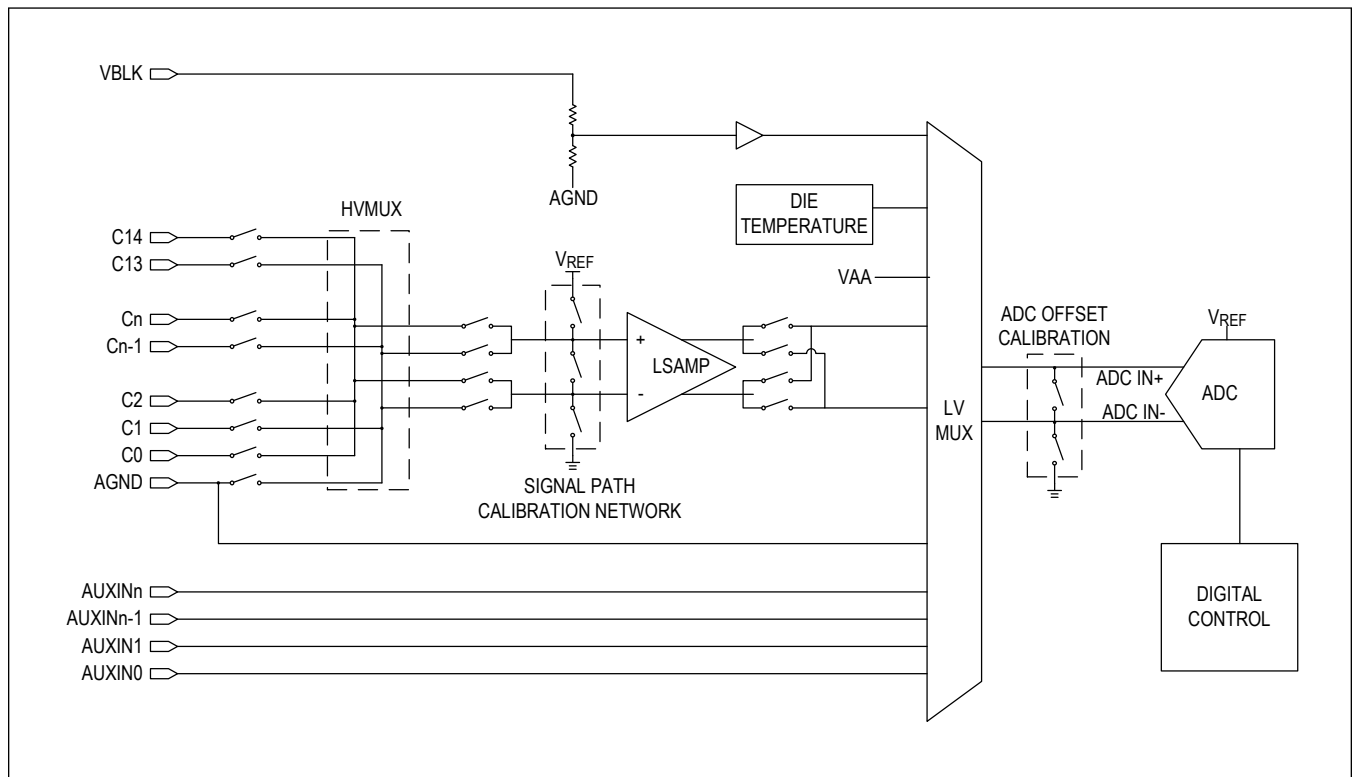 VBLK
AGND
DIE
TEMPERATURE
HVMUX
C14
C13
VREF
VAA
Cn
Cn-1
ADC OFFSET
CALIBRATION
VREF
+
LSAMP
-
ADC IN+
ADC
ADC IN-
C2
C1
C0
AGND
LV
MUX
SIGNAL PATH
CALIBRATION NETWORK
AUXINn
AUXINn-1
AUXIN1
AUXIN0
DIGITAL
CONTROL